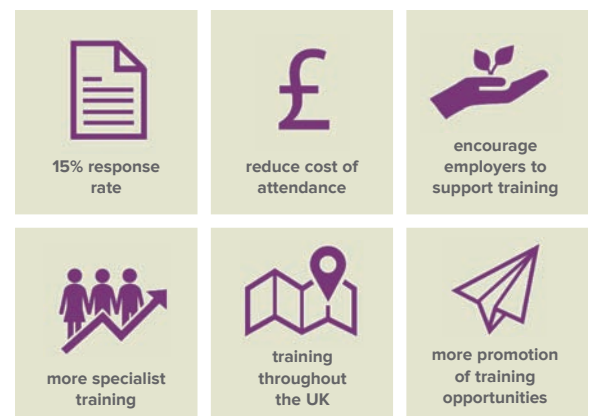 £
15% response
rate
reduce cost of
attendance
encourage
employers to
support training
more specialist
training
training
throughout
the UK
more promotion
of training
opportunities